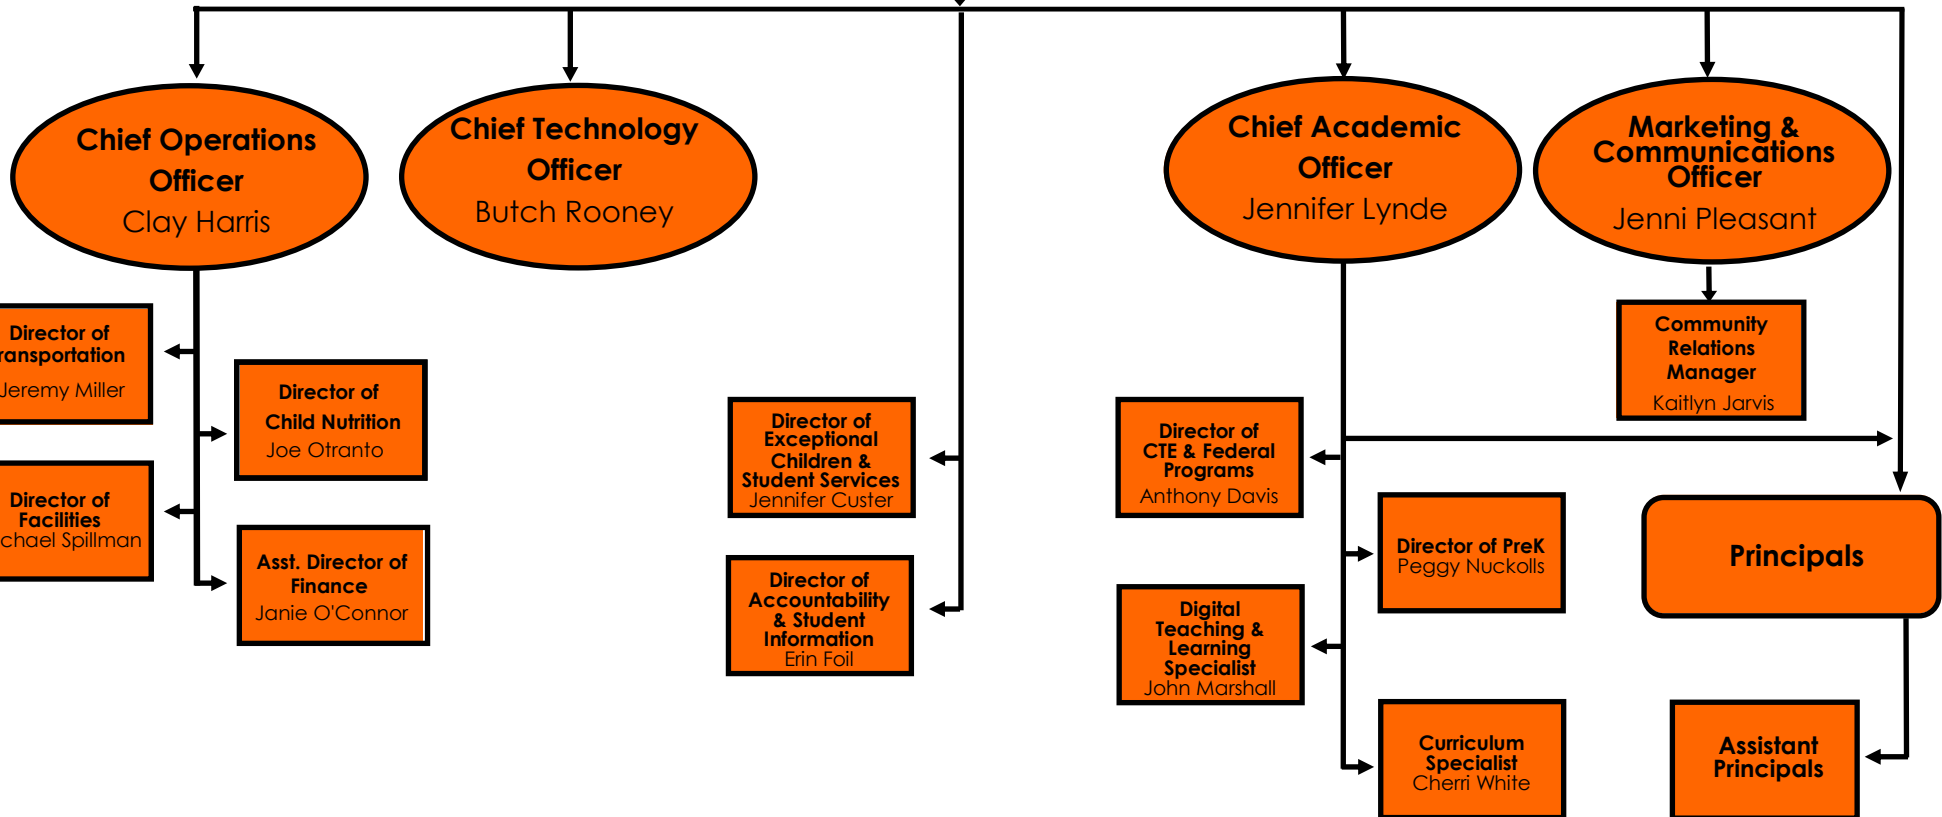 Chief Operations
Officer
Clay Harris
Chief Technology
Officer
Butch Rooney
Chief Academic
Officer
Jennifer Lynde
Marketing &
Communications
Officer
Jenni Pleasant
Director of
ransportation
Jeremy Miller
Director of
Child Nutrition
Joe Otranto
Director of
Facilities
chael Spillman
Asst. Director of
Finance
Janie O'Connor
Director of
Exceptional
Children &
Student Services
Jennifer Custer
Director of
Accountability
& Student
Information
Erin Foil
Director of
CTE & Federal
Programs
Anthony Davis
Director of PreK
Peggy Nuckolls
Digital
Teaching &
Learning
Specialist
John Marshall
Curriculum
Specialist
Cherri White
Community
Relations
Manager
Kaitlyn Jarvis
Principals
Assistant
Principals